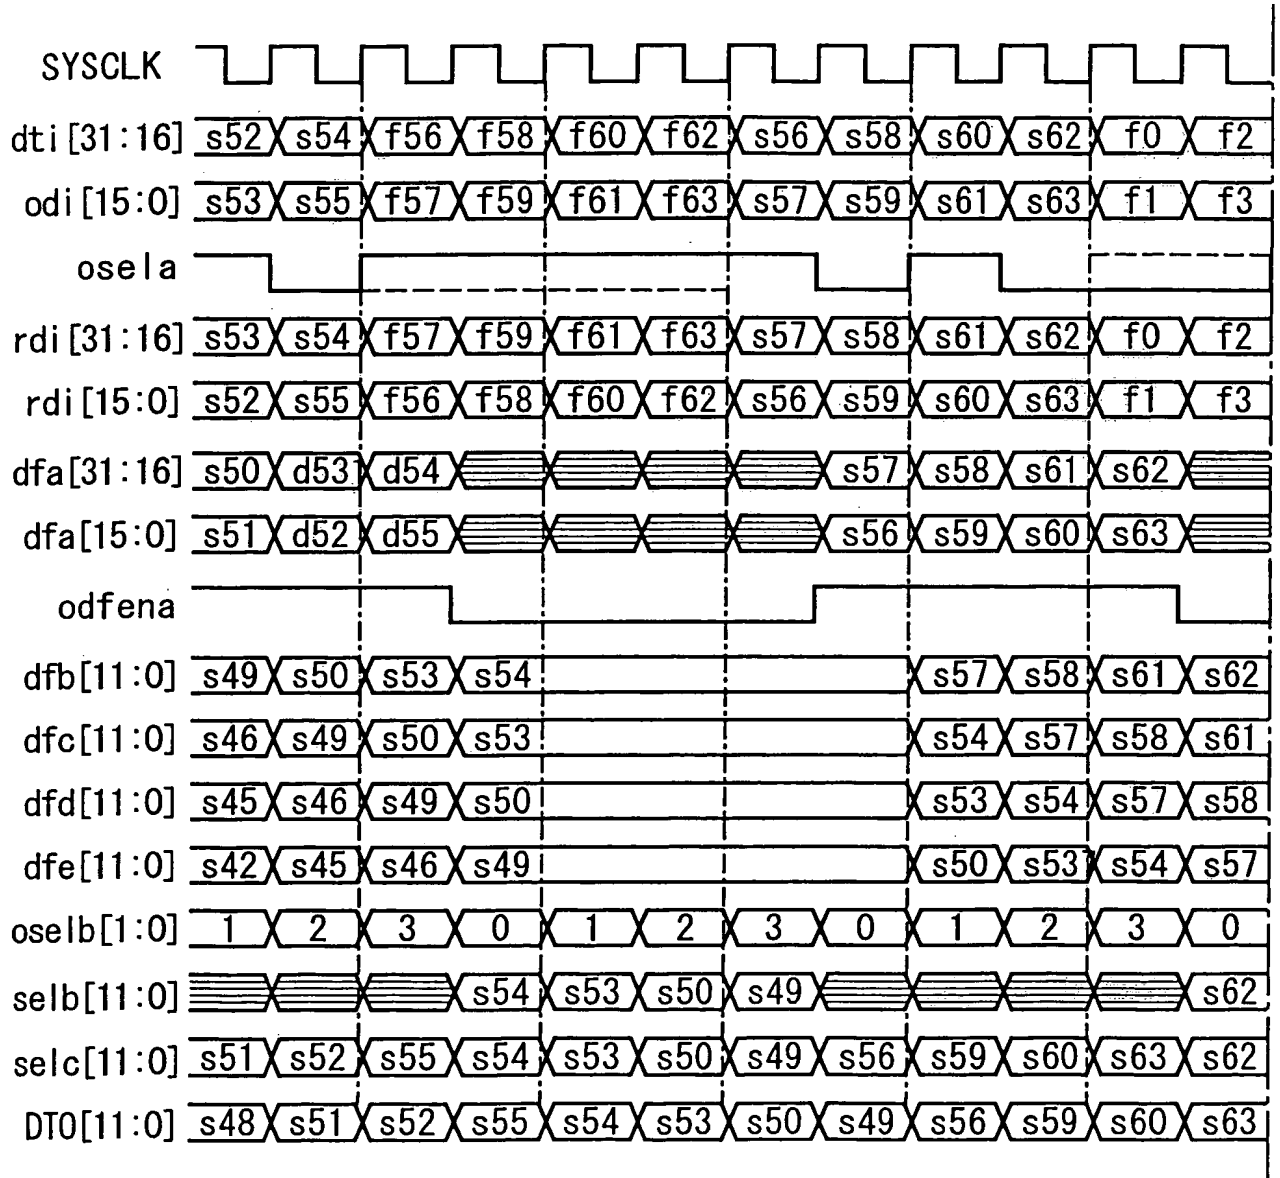 SYSCLK
dti[31:16] s52 s54 f56 f58 f60 f62 s56 s58 s60 s62 f0 f2
odi[15:0] s53 s55 f57 f59 f61 f63 s57 s59 s61 s63 f1 f3
osela
rdi[31:16] s53 s54 f57 f59 f61 f63 s57 s58 s61 s62 f0 f2
rdi[15:0] s52 s55 f56 f58 f60 f62 s56 s59 s60 s63 f1 f3
dfa[31:16] s50 d53 d54 s57 s58 s61 s62
dfa[15:0] s51 d52 d55 s56 s59 s60 s63
odfena
dfb[11:0] s49 s50 s53 s54 s57 s58 s61 s62
dfc[11:0] s46 s49 s50 s53 s54 s57 s58 s61
dfd[11:0] s45 s46 s49 s50 s53 s54 s57 s58
dfe[11:0] s42 s45 s46 s49 s50 s53 s54 s57
oselb[1:0] 1 2 3 0 1 2 3 0 1 2 3 0
selb[11:0] s54 s53 s50 s49 s62
selc[11:0] s51 s52 s55 s54 s53 s50 s49 s56 s59 s60 s63 s62
DTO[11:0] s48 s51 s52 s55 s54 s53 s50 s49 s56 s59 s60 s63